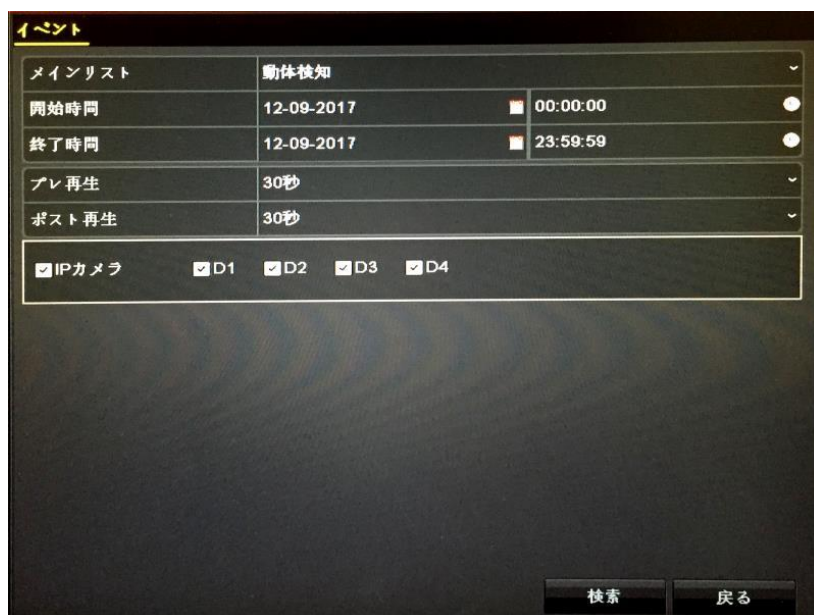 イベント
メインリスト 動体検知
開始時間 12-09-2017 00:00:00
終了時間 12-09-2017 23:59:59
プレ再生 30秒
ポスト再生 30秒
IPカメラ D1 D2 D3 D4
検索 戻る